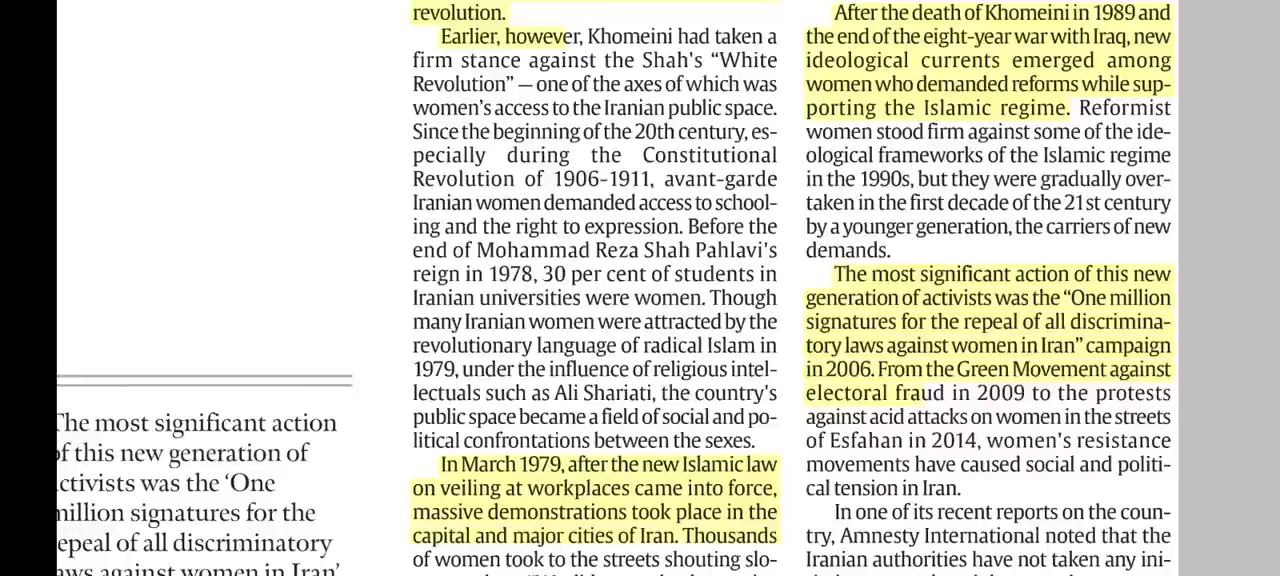 The most significant action
of this new generation of
activists was the ‘One
million signatures for the
repeal of all discriminatory
laws against women in Iran’
revolution.
Earlier, however, Khomeini had taken a
firm stance against the Shah's “White
Revolution” — one of the axes of which was
women’s access to the Iranian public space.
Since the beginning of the 20th century, es-
pecially during the Constitutional
Revolution of 1906-1911, avant-garde
Iranian women demanded access to school-
ing and the right to expression. Before the
end of Mohammad Reza Shah Pahlavi's
reign in 1978, 30 per cent of students in
Iranian universities were women. Though
many Iranian women were attracted by the
revolutionary language of radical Islam in
1979, under the influence of religious intel-
lectuals such as Ali Shariati, the country's
public space became a field of social and po-
litical confrontations between the sexes.
In March 1979, after the new Islamic law
on veiling at workplaces came into force,
massive demonstrations took place in the
capital and major cities of Iran. Thousands
of women took to the streets shouting slo-
After the death of Khomeini in 1989 and
the end of the eight-year war with Iraq, new
ideological currents emerged among
women who demanded reforms while sup-
porting the Islamic regime. Reformist
women stood firm against some of the ide-
ological frameworks of the Islamic regime
in the 1990s, but they were gradually over-
taken in the first decade of the 21st century
by a younger generation, the carriers of new
demands.
The most significant action of this new
generation of activists was the “One million
signatures for the repeal of all discrimina-
tory laws against women in Iran” campaign
in 2006. From the Green Movement against
electoral fraud in 2009 to the protests
against acid attacks on women in the streets
of Esfahan in 2014, women's resistance
movements have caused social and politi-
cal tension in Iran.
In one of its recent reports on the coun-
try, Amnesty International noted that the
Iranian authorities have not taken any ini-